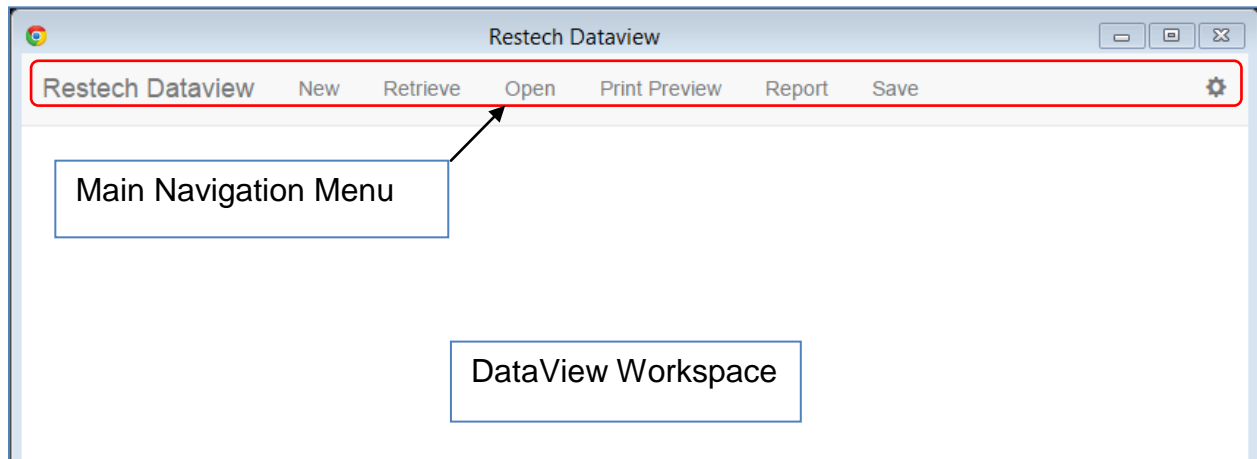 Restech Dataview
Restech Dataview New Retrieve Open Print Preview Report Save
Main Navigation Menu
DataView Workspace